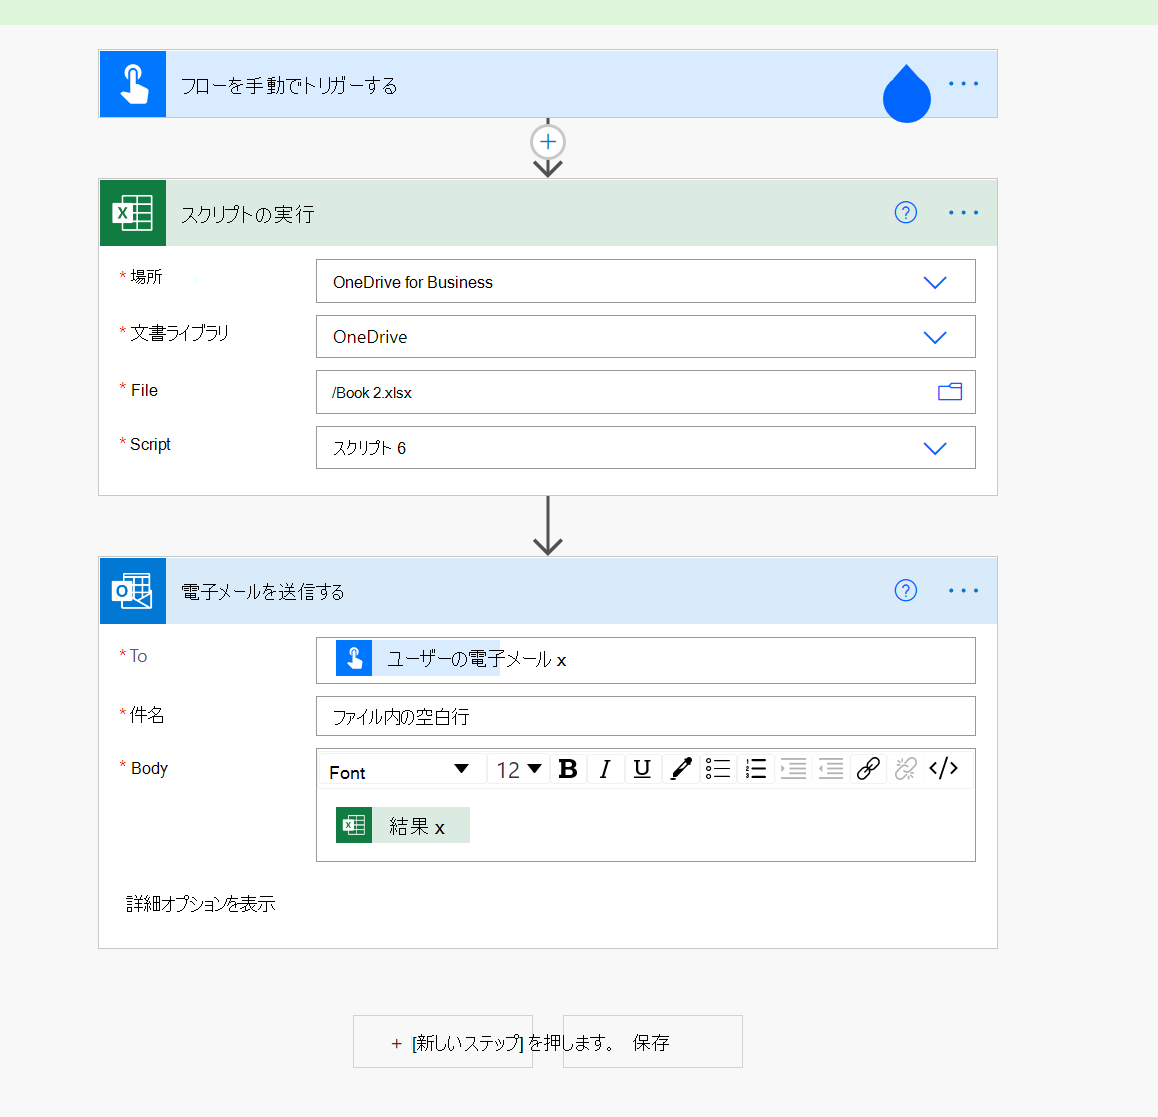 フローを手動でトリガーする
スクリプトの実行
* 場所
OneDrive for Business
* 文書ライブラリ
OneDrive
* File
/Book 2.xlsx
* Script
スクリプト 6
電子メールを送信する
* To
ユーザーの電子メール x
* 件名
ファイル内の空白行
* Body
Font 12 B I U </>
結果 x
詳細オプションを表示
+ [新しいステップ] を押します。 保存